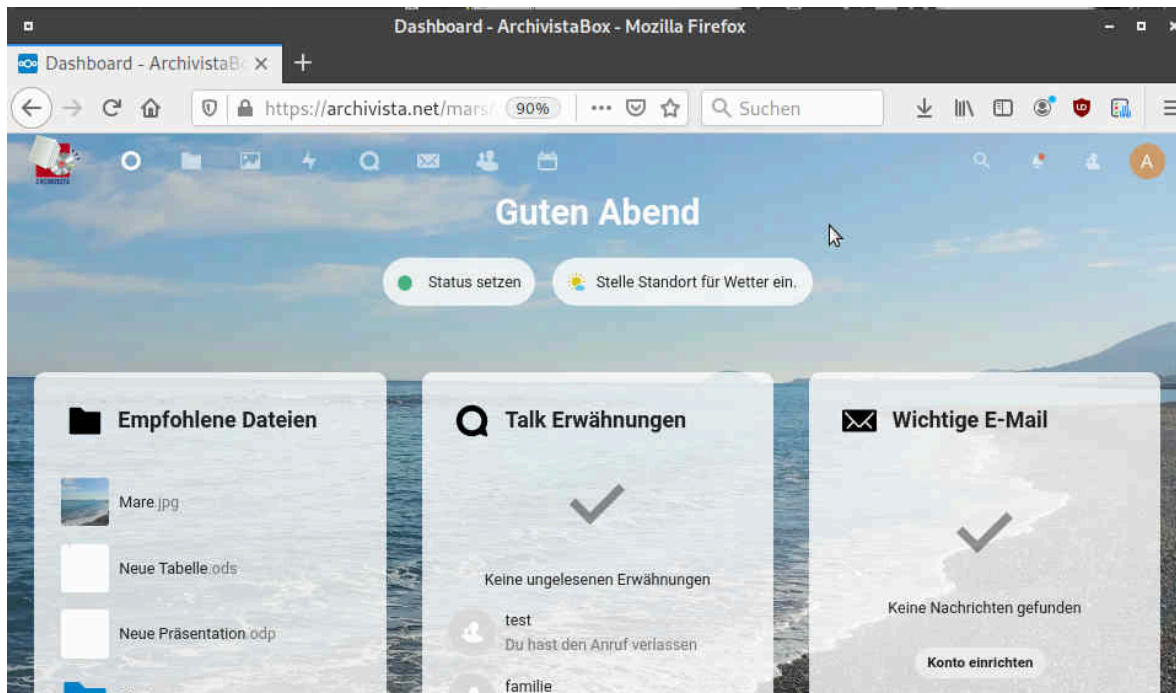 Dashboard - ArchivistaBox - Mozilla Firefox
Dashboard - ArchivistaB
https://archivista.net/mars/
90%
Suchen
ARCHIVISTA
A
Guten Abend
Status setzen
Stelle Standort für Wetter ein.
Empfohlene Dateien
Mare.jpg
Neue Tabelle.ods
Neue Präsentation.odp
Talk Erwähnungen
Keine ungelesenen Erwähnungen
test
Du hast den Anruf verlassen
familie
Wichtige E-Mail
Keine Nachrichten gefunden
Konto einrichten